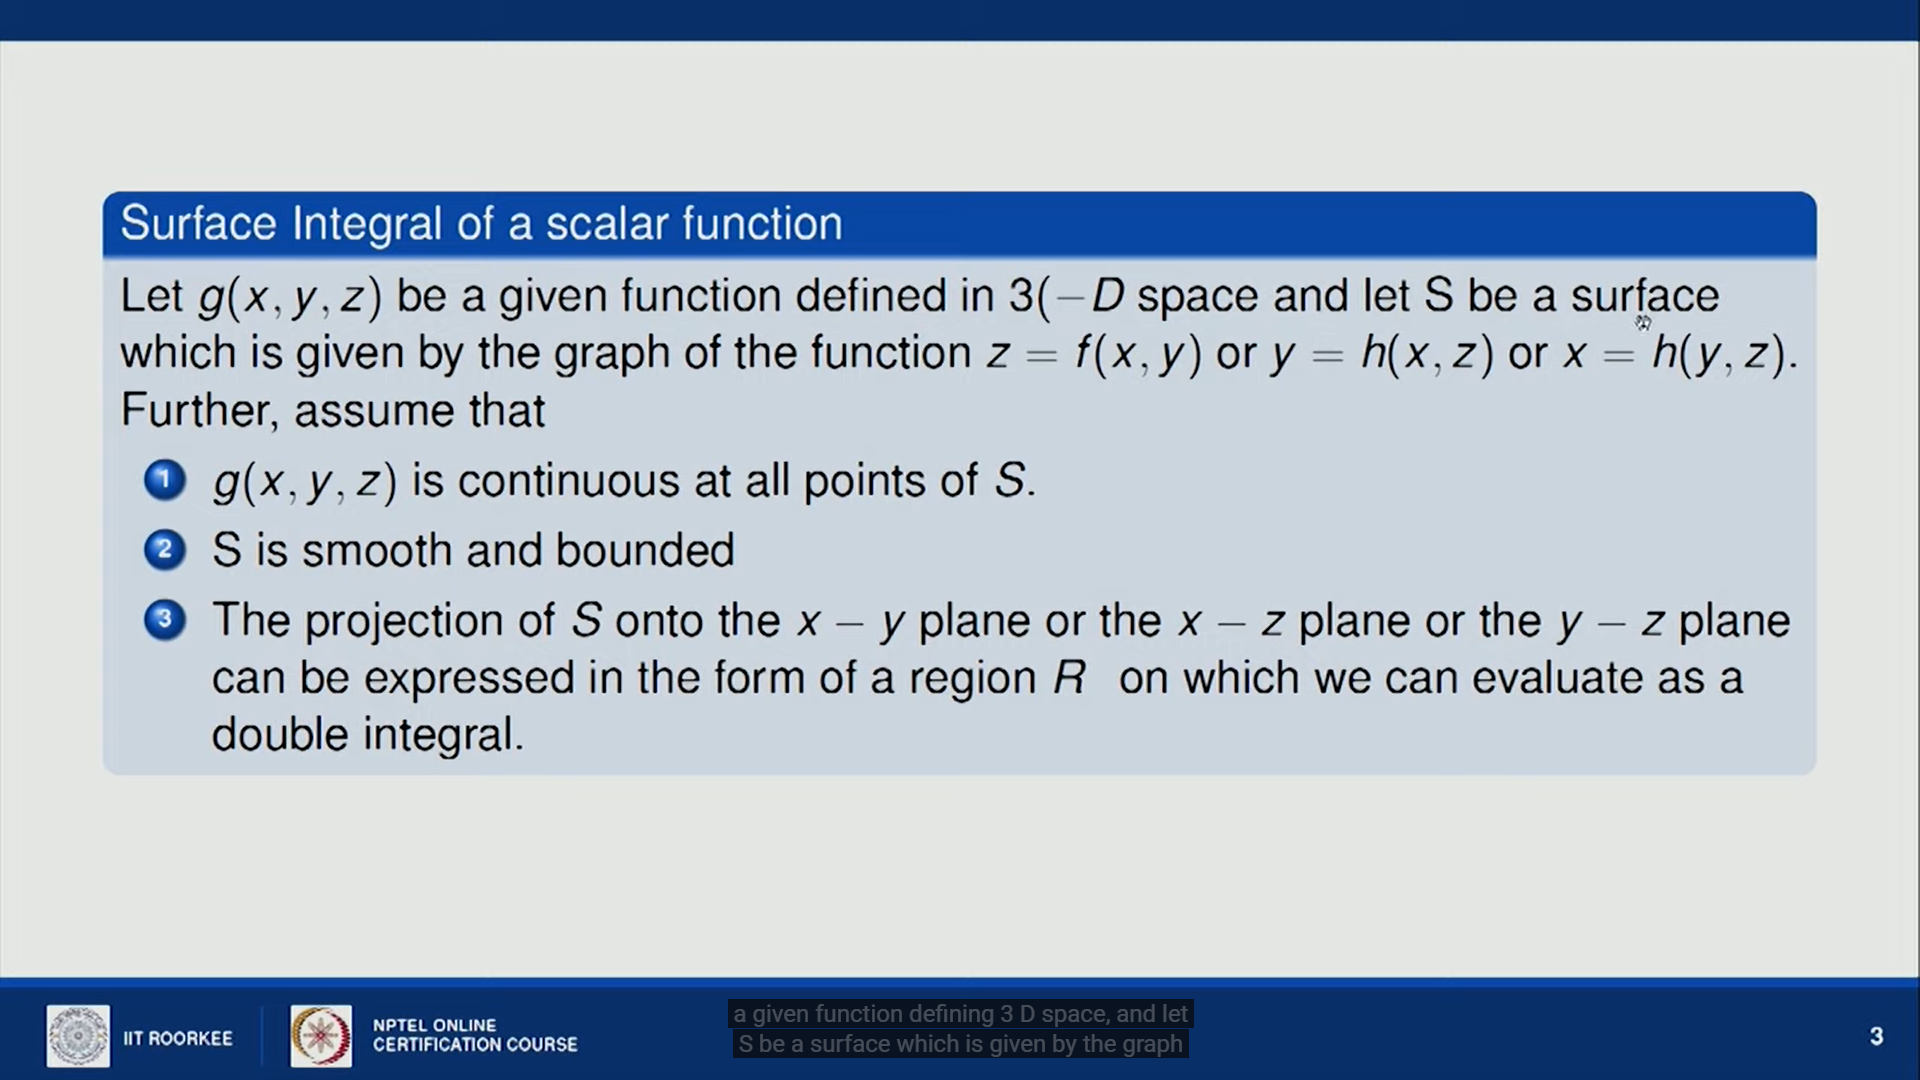 Surface Integral of a scalar function
Let g(x, y, z) be a given function defined in 3(−D space and let S be a surface
which is given by the graph of the function z = f(x, y) or y = h(x, z) or x = h(y, z).
Further, assume that
1 g(x, y, z) is continuous at all points of S.
2 S is smooth and bounded
3 The projection of S onto the x − y plane or the x − z plane or the y − z plane
can be expressed in the form of a region R on which we can evaluate as a
double integral.
IIT ROORKEE
NPTEL ONLINE
CERTIFICATION COURSE
a given function defining 3 D space, and let
S be a surface which is given by the graph
3